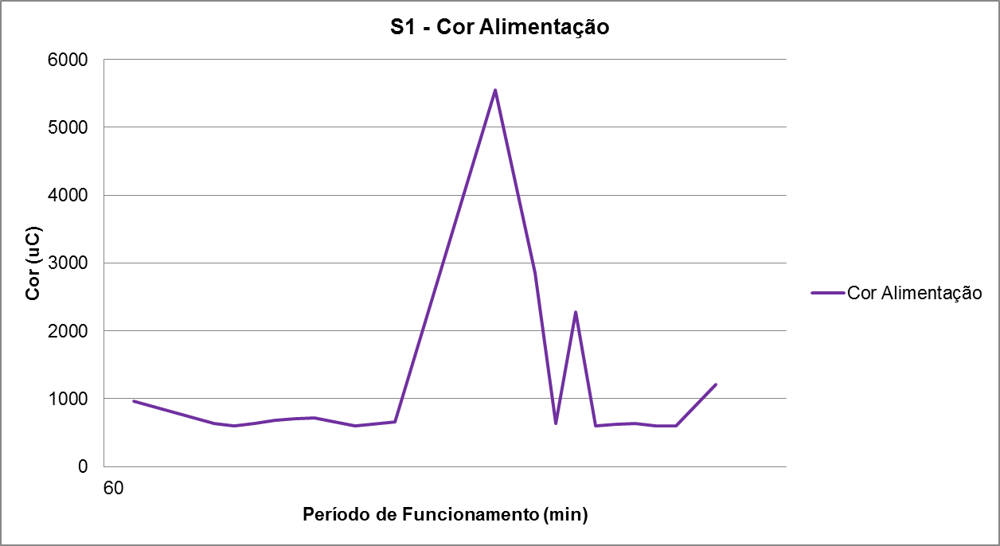 S1 - Cor Alimentação
6000
5000
4000
3000
2000
1000
0
Cor (uC)
60
Período de Funcionamento (min)
Cor Alimentação